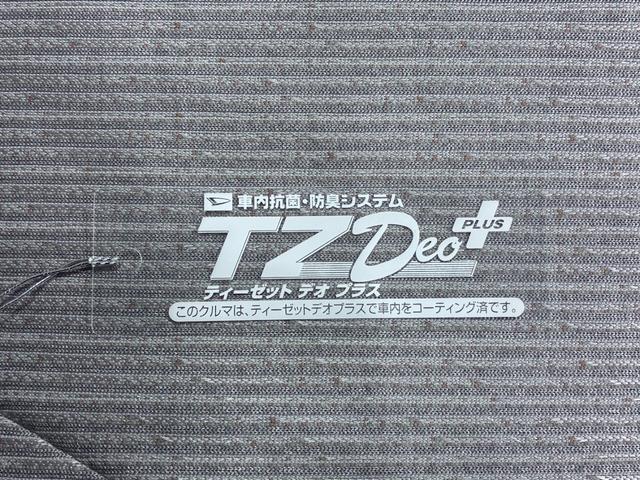 車内抗菌・防臭システム
TZ Deo PLUS
ティーゼット デオ プラス
このクルマは、ティーゼットデオプラスで車内をコーティング済です。